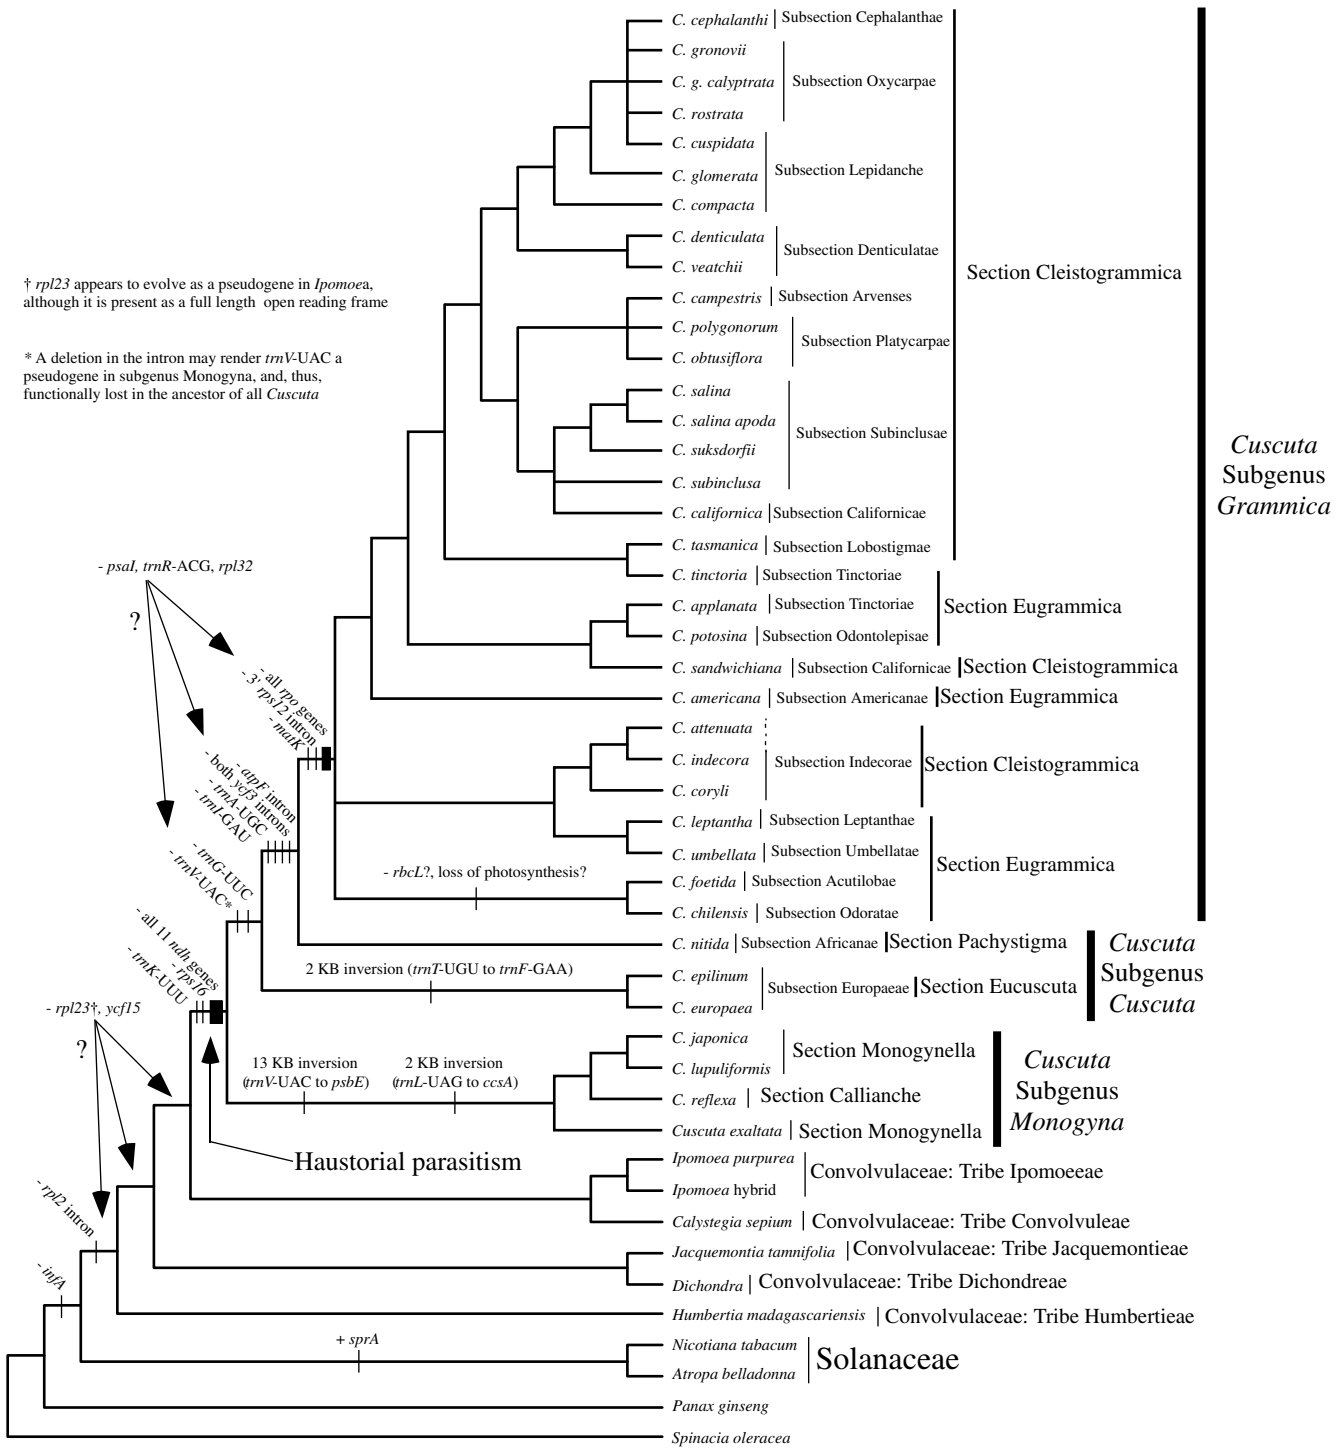 C. cephalanthi
Subsection Cephalanthae
C. gronovii
C. g. calyptrata
Subsection Oxycarpae
C. rostrata
C. cuspidata
C. glomerata
Subsection Lepidanche
C. compacta
C. denticulata
Subsection Denticulatae
C. veatchii
Section Cleistogrammica
† rpl23 appears to evolve as a pseudogene in Ipomoea,
although it is present as a full length open reading frame
C. campestris
Subsection Arvenses
C. polygonorum
Subsection Platycarpae
C. obtusiflora
* A deletion in the intron may render trnV-UAC a
pseudogene in subgenus Monogyna, and, thus,
functionally lost in the ancestor of all Cuscuta
C. salina
C. salina apoda
Subsection Subinclusae
C. suksdorfii
C. subinclusa
Cuscuta
Subgenus
Grammica
C. californica
Subsection Californicae
C. tasmanica
Subsection Lobostigmae
C. tinctoria
Subsection Tinctoriae
- psaI, trnR-ACG, rpl32
?
C. applanata
Subsection Tinctoriae
Section Eugrammica
C. potosina
Subsection Odontolepisae
C. sandwichiana
Subsection Californicae
Section Cleistogrammica
C. americana
Subsection Americanae
Section Eugrammica
- all rpo genes
- 3' rps12 intron
- matK
C. attenuata
C. indecora
Subsection Indecorae
Section Cleistogrammica
C. coryli
- atpF intron
- both ycf3 introns
- trnA-UGC
- trnI-GAU
C. leptantha
Subsection Leptanthae
C. umbellata
Subsection Umbellatae
Section Eugrammica
- rbcL?, loss of photosynthesis?
C. foetida
Subsection Acutilobae
C. chilensis
Subsection Odoratae
- trnG-UUC
- trnV-UAC*
C. nitida
Subsection Africanae
Section Pachystigma
Cuscuta
Subgenus
Cuscuta
2 KB inversion (trnT-UGU to trnF-GAA)
C. epilinum
Subsection Europaeae
Section Eucuscuta
C. europaea
- all 11 ndh genes
- rps16
- trnK-UUU
- rpl23†, ycf15
?
C. japonica
Section Monogynella
C. lupuliformis
13 KB inversion
(trnV-UAC to psbE)
2 KB inversion
(trnL-UAG to ccsA)
C. reflexa
Section Callianche
Cuscuta
Subgenus
Monogyna
Cuscuta exaltata
Section Monogynella
Haustorial parasitism
Ipomoea purpurea
Convolvulaceae: Tribe Ipomoeeae
Ipomoea hybrid
Calystegia sepium
Convolvulaceae: Tribe Convolvuleae
- rpl2 intron
Jacquemontia tamnifolia
Convolvulaceae: Tribe Jacquemontieae
Dichondra
Convolvulaceae: Tribe Dichondreae
- infA
Humbertia madagascariensis
Convolvulaceae: Tribe Humbertieae
+ sprA
Nicotiana tabacum
Solanaceae
Atropa belladonna
Panax ginseng
Spinacia oleracea